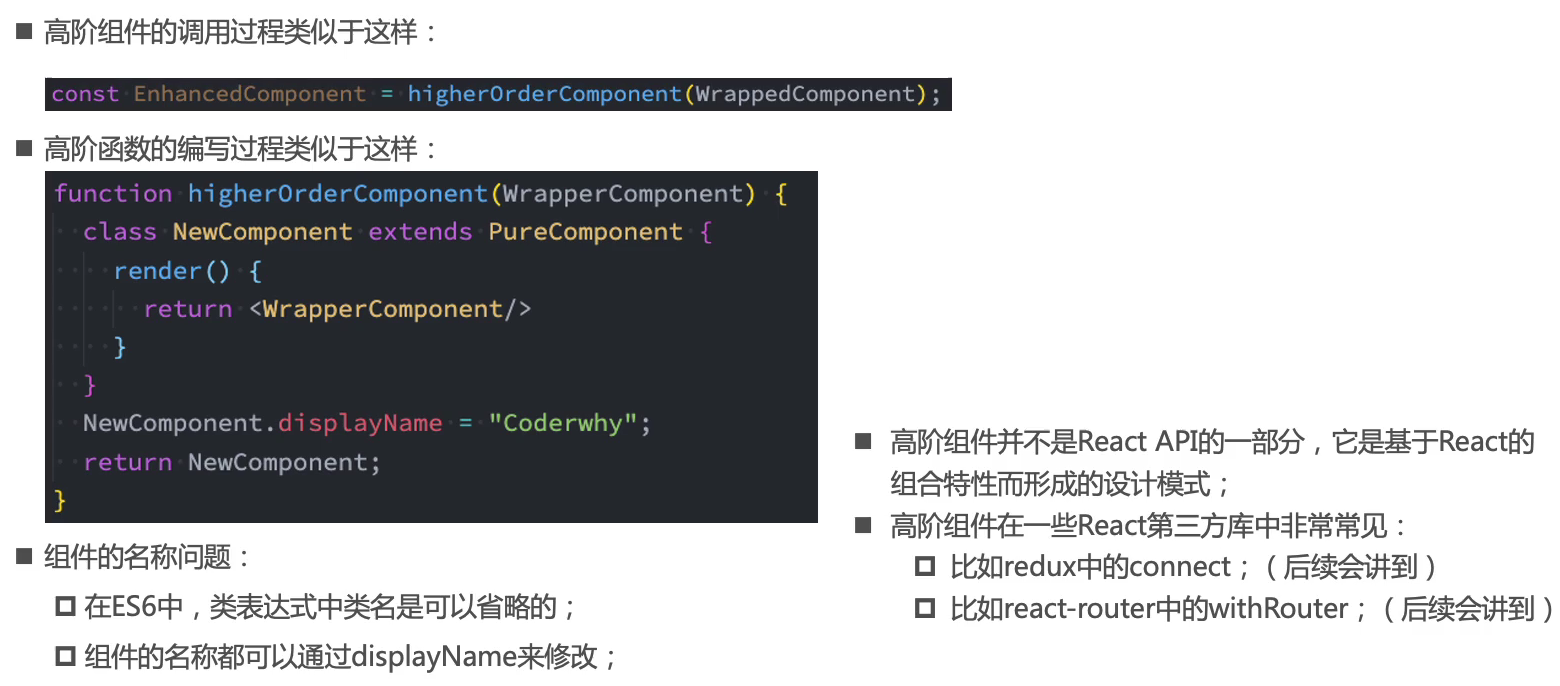 ■ 高阶组件的调用过程类似于这样：
const EnhancedComponent = higherOrderComponent(WrappedComponent);
■ 高阶函数的编写过程类似于这样：
function higherOrderComponent(WrapperComponent) {
  class NewComponent extends PureComponent {
    render() {
      return <WrapperComponent/>
    }
  }
  NewComponent.displayName = "Coderwhy";
  return NewComponent;
}
■ 组件的名称问题：
在ES6中，类表达式中类名是可以省略的；
组件的名称都可以通过displayName来修改；
■ 高阶组件并不是React API的一部分，它是基于React的
组合特性而形成的设计模式；
■ 高阶组件在一些React第三方库中非常常见：
比如redux中的connect；（后续会讲到）
比如react-router中的withRouter；（后续会讲到）